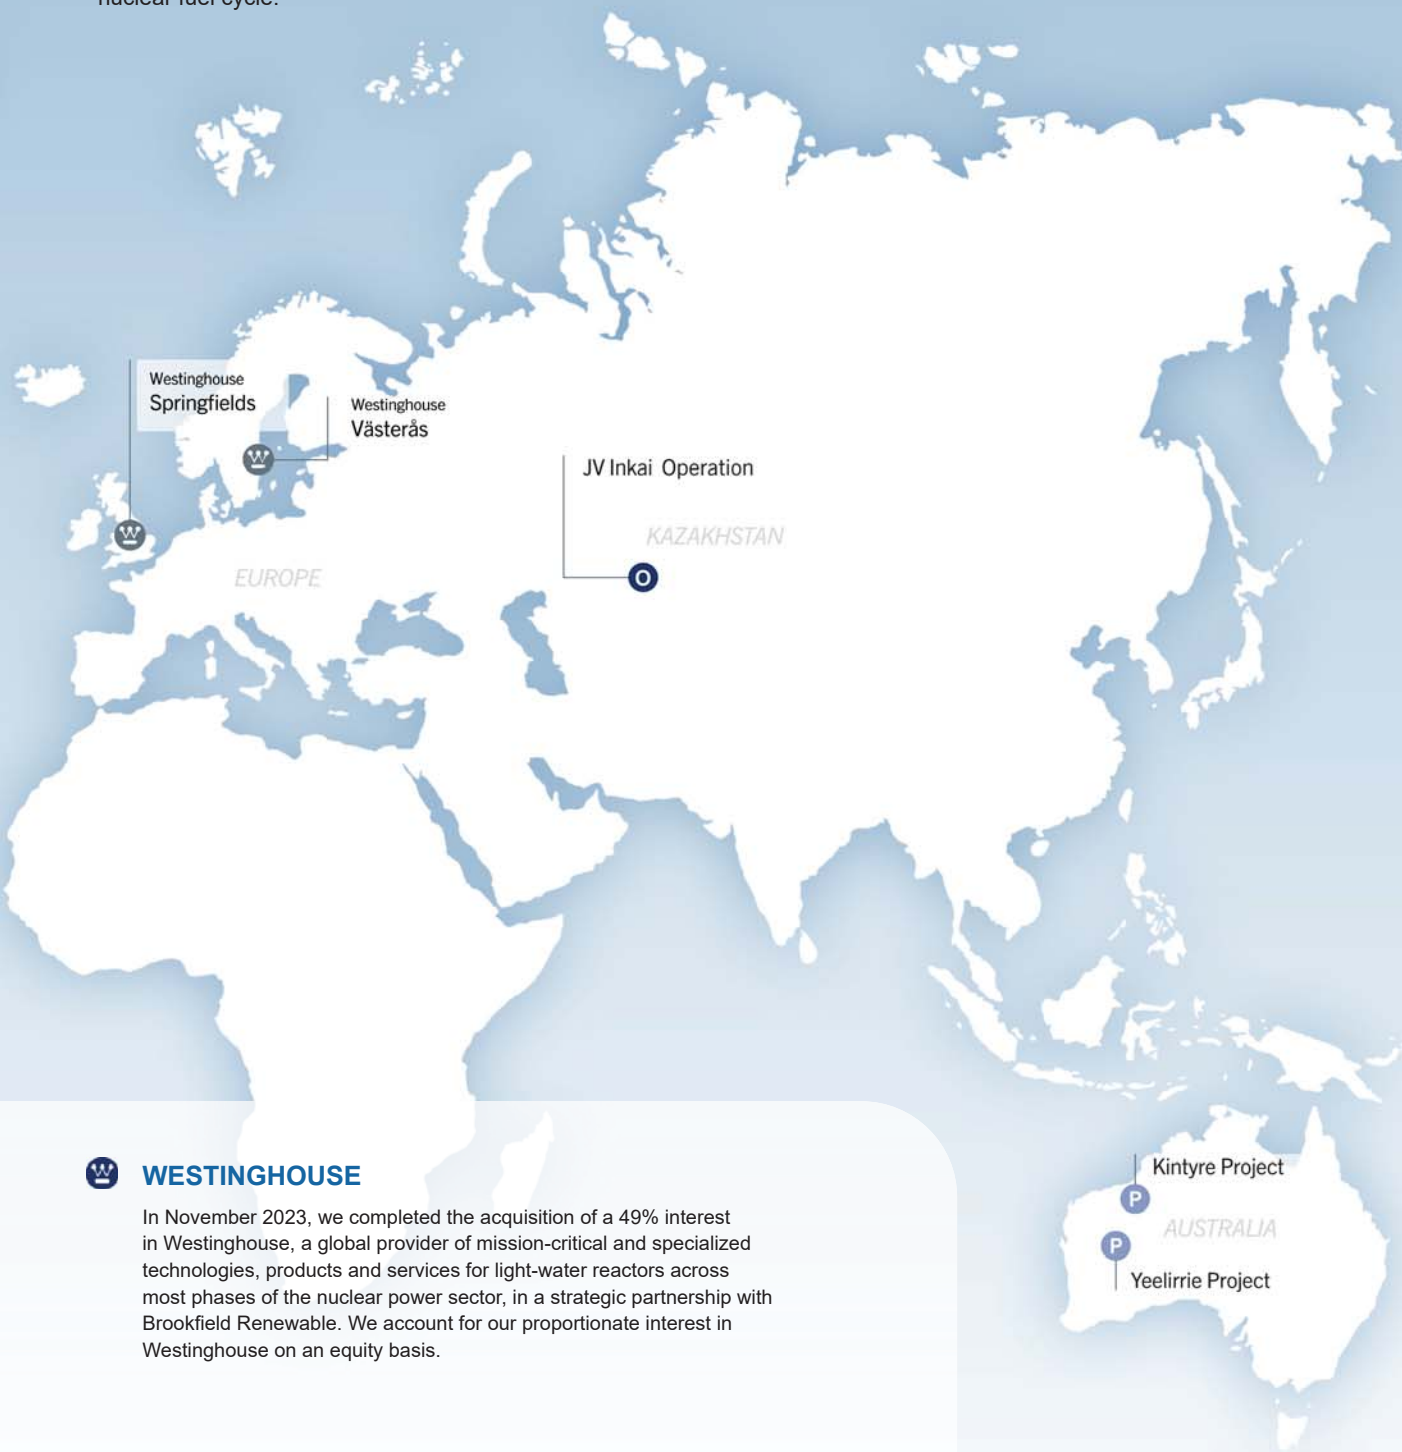 nuclear fuel cycle.
Westinghouse
Springfields
Westinghouse
Västerås
JV Inkai Operation
KAZAKHSTAN
O
EUROPE
Kintyre Project
P
AUSTRALIA
P
Yeelirrie Project
WESTINGHOUSE
In November 2023, we completed the acquisition of a 49% interest
in Westinghouse, a global provider of mission-critical and specialized
technologies, products and services for light-water reactors across
most phases of the nuclear power sector, in a strategic partnership with
Brookfield Renewable. We account for our proportionate interest in
Westinghouse on an equity basis.